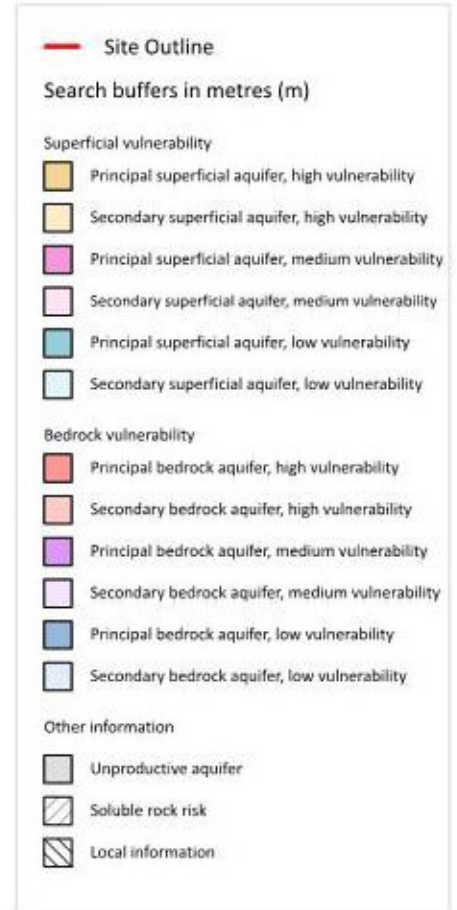 Site Outline
Search buffers in metres (m)
Superficial vulnerability
Principal superficial aquifer, high vulnerability
Secondary superficial aquifer, high vulnerability
Principal superficial aquifer, medium vulnerability
Secondary superficial aquifer, medium vulnerability
Principal superficial aquifer, low vulnerability
Secondary superficial aquifer, low vulnerability
Bedrock vulnerability
Principal bedrock aquifer, high vulnerability
Secondary bedrock aquifer, high vulnerability
Principal bedrock aquifer, medium vulnerability
Secondary bedrock aquifer, medium vulnerability
Principal bedrock aquifer, low vulnerability
Secondary bedrock aquifer, low vulnerability
Other information
Unproductive aquifer
Soluble rock risk
Local information